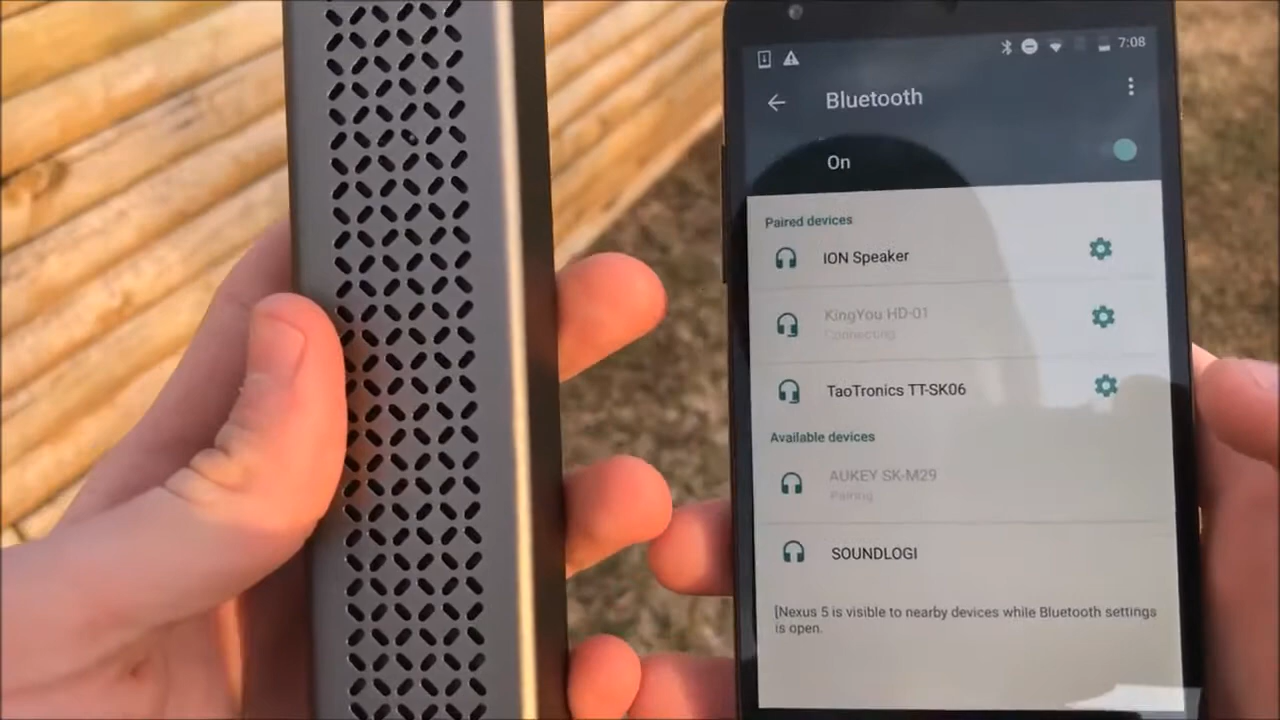 7:08
Bluetooth
On
Paired devices
ION Speaker
KingYou HD-01
Connecting
TaoTronics TT-SK06
Available devices
AUKEY SK-M29
Pairing
SOUNDLOGI
[Nexus 5 is visible to nearby devices while Bluetooth settings
is open.